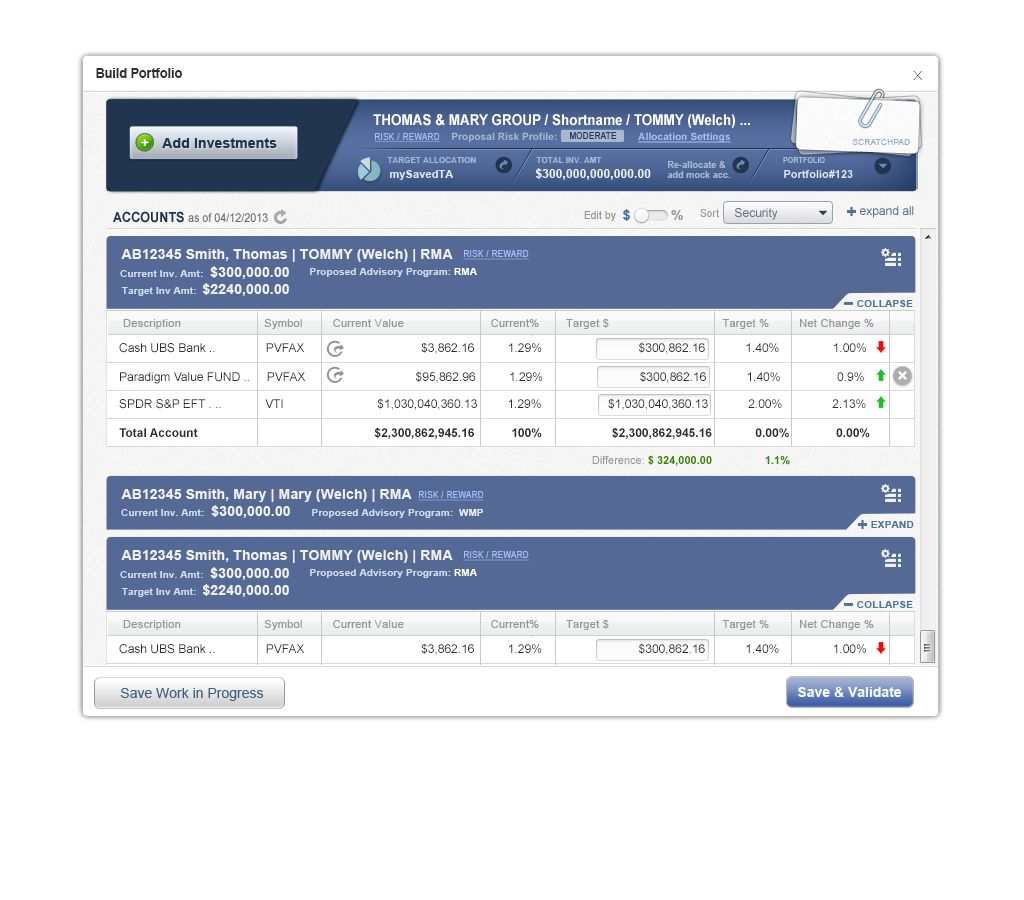 Build Portfolio
Add Investments
THOMAS & MARY GROUP / Shortname / TOMMY (Welch) ...
RISK / REWARD Proposal Risk Profile: MODERATE Allocation Settings
SCRATCHPAD
TARGET ALLOCATION
mySavedTA
TOTAL INV. AMT
$300,000,000,000.00
Re-allocate &
add mock acc.
PORTFOLIO
Portfolio#123
ACCOUNTS as of 04/12/2013
Edit by $ % Sort Security + expand all
AB12345 Smith, Thomas | TOMMY (Welch) | RMA RISK / REWARD
Current Inv. Amt: $300,000.00 Proposed Advisory Program: RMA
Target Inv Amt: $2240,000.00
COLLAPSE
Description Symbol Current Value Current% Target $ Target % Net Change %
Cash UBS Bank .. PVFAX $3,862.16 1.29% $300,862.16 1.40% 1.00%
Paradigm Value FUND .. PVFAX $95,862.96 1.29% $300,862.16 1.40% 0.9%
SPDR S&P EFT . .. VTI $1,030,040,360.13 1.29% $1,030,040,360.13 2.00% 2.13%
Total Account $2,300,862,945.16 100% $2,300,862,945.16 0.00% 0.00%
Difference: $ 324,000.00 1.1%
AB12345 Smith, Mary | Mary (Welch) | RMA RISK / REWARD
Current Inv. Amt: $300,000.00 Proposed Advisory Program: WMP
+ EXPAND
AB12345 Smith, Thomas | TOMMY (Welch) | RMA RISK / REWARD
Current Inv. Amt: $300,000.00 Proposed Advisory Program: RMA
Target Inv Amt: $2240,000.00
COLLAPSE
Description Symbol Current Value Current% Target $ Target % Net Change %
Cash UBS Bank .. PVFAX $3,862.16 1.29% $300,862.16 1.40% 1.00%
Save Work in Progress
Save & Validate